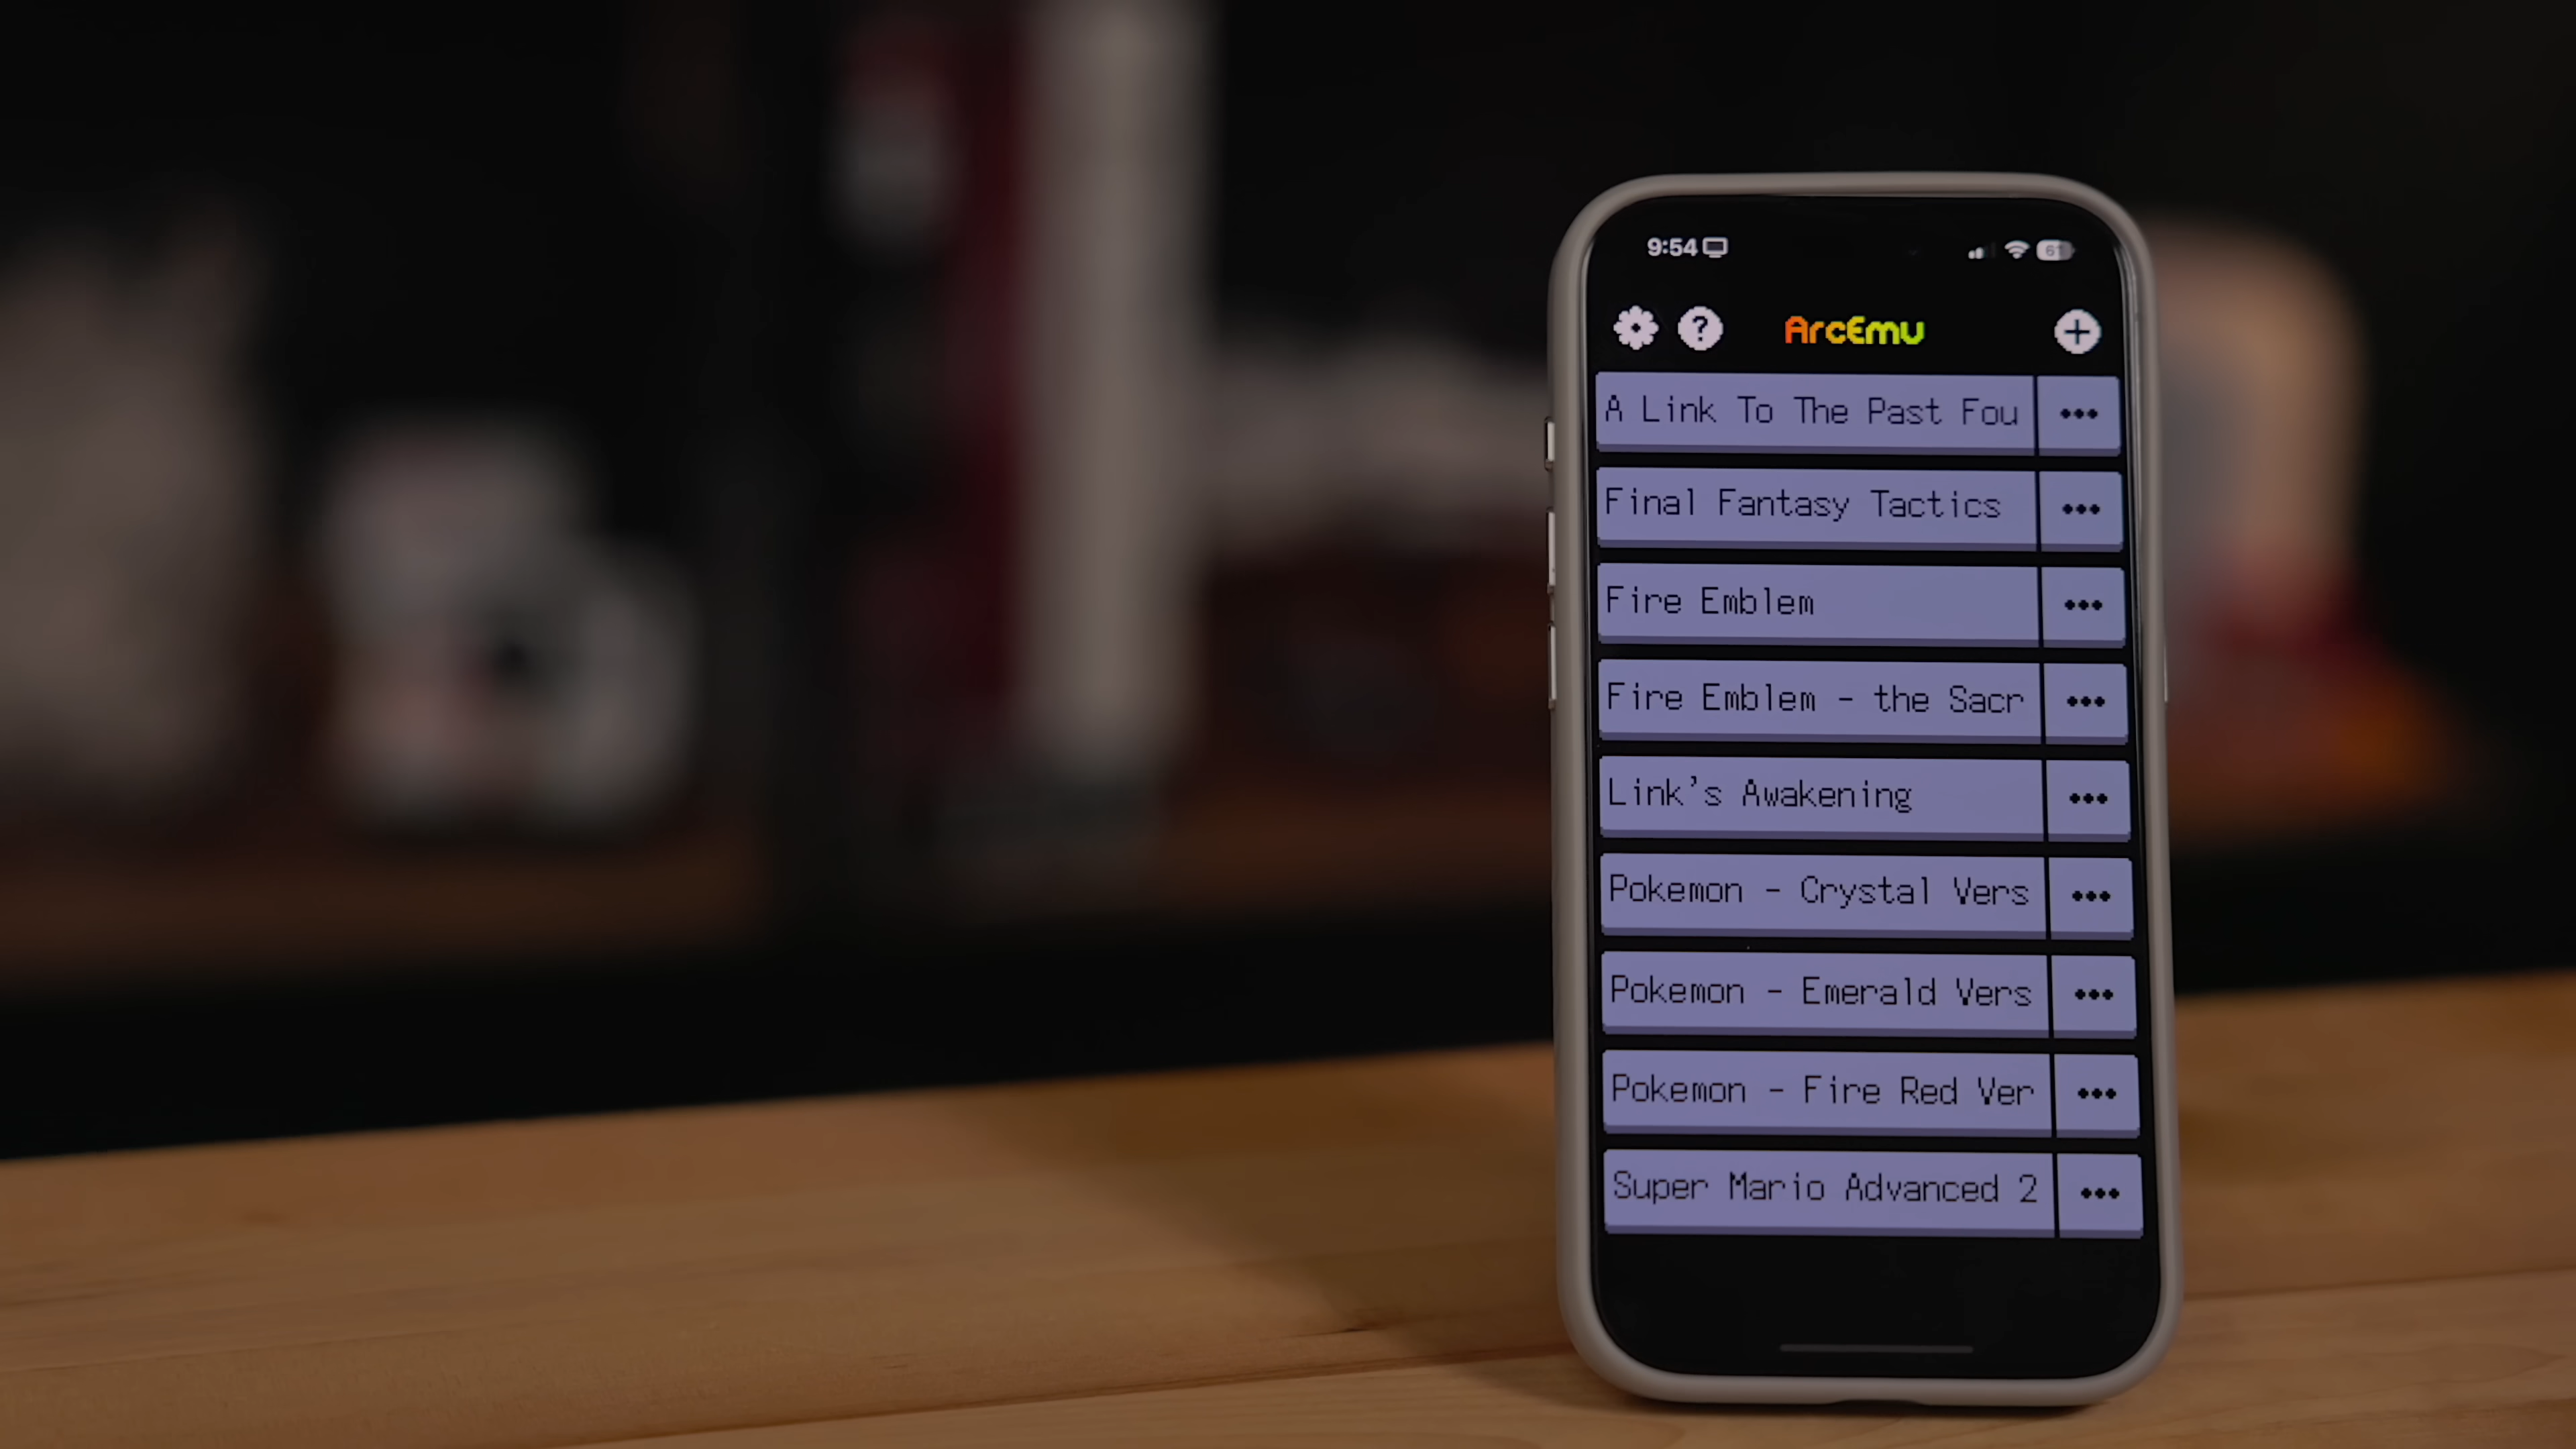 9:54
61
? ArcEmu +
A Link To The Past Fou
Final Fantasy Tactics
Fire Emblem
Fire Emblem - the Sacr
Link's Awakening
Pokemon - Crystal Vers
Pokemon - Emerald Vers
Pokemon - Fire Red Ver
Super Mario Advanced 2